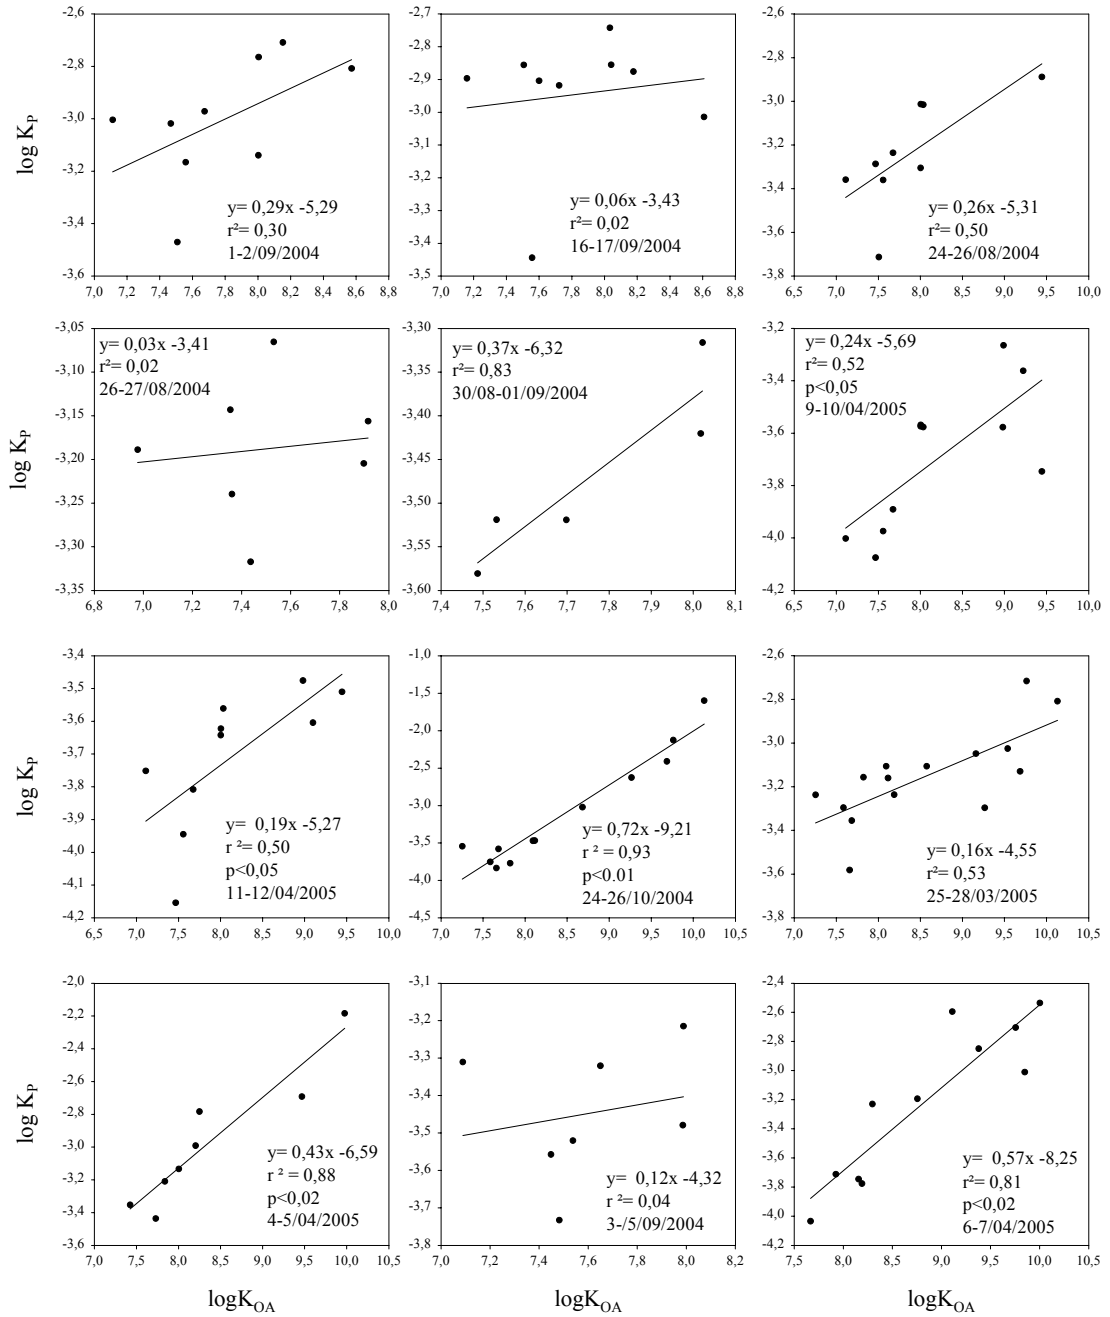 -2,6
-2,8
-3,0
-3,2
-3,4
-3,6
7,0 7,2 7,4 7,6 7,8 8,0 8,2 8,4 8,6 8,8
log K_P
y= 0,29x -5,29
r²= 0,30
1-2/09/2004
-2,7
-2,8
-2,9
-3,0
-3,1
-3,2
-3,3
-3,4
-3,5
7,0 7,2 7,4 7,6 7,8 8,0 8,2 8,4 8,6 8,8
y= 0,06x -3,43
r²= 0,02
16-17/09/2004
-2,6
-3,0
-3,2
-3,4
-3,6
-3,8
6,5 7,0 7,5 8,0 8,5 9,0 9,5 10,0
y= 0,26x -5,31
r²= 0,50
24-26/08/2004
-3,05
-3,10
-3,15
-3,20
-3,25
-3,30
-3,35
6,8 7,0 7,4 7,6 7,8 8,0
log K_P
y= 0,03x -3,41
r²= 0,02
26-27/08/2004
-3,30
-3,35
-3,40
-3,45
-3,50
-3,55
-3,60
7,4 7,5 7,6 7,7 7,8 7,9 8,0 8,1
y= 0,37x -6,32
r²= 0,83
30/08-01/09/2004
-3,2
-3,4
-3,6
-3,8
-4,0
-4,2
6,5 7,0 7,5 8,0 8,5 9,0 9,5 10,0
y= 0,24x -5,69
r²= 0,52
p<0,05
9-10/04/2005
-3,4
-3,5
-3,6
-3,7
-3,8
-3,9
-4,0
-4,1
-4,2
6,5 7,0 7,5 8,0 8,5 9,0 9,5 10,0
log K_P
y= 0,19x -5,27
r ²= 0,50
p<0,05
11-12/04/2005
-1,0
-1,5
-2,0
-2,5
-3,0
-3,5
-4,0
-4,5
7,0 7,5 8,0 8,5 9,0 9,5 10,0 10,5
y= 0,72x -9,21
r ² = 0,93
p<0.01
24-26/10/2004
-2,6
-2,8
-3,0
-3,2
-3,4
-3,6
-3,8
7,0 7,5 8,0 8,5 9,0 9,5 10,0 10,5
y= 0,16x -4,55
r²= 0,53
25-28/03/2005
-2,0
-2,2
-2,4
-2,6
-2,8
-3,0
-3,2
-3,4
-3,6
7,0 7,5 8,0 8,5 9,0 9,5 10,0 10,5
log K_P
logK_OA
y= 0,43x -6,59
r ² = 0,88
p<0,02
4-5/04/2005
-3,1
-3,2
-3,3
-3,4
-3,5
-3,6
-3,7
-3,8
7,0 7,2 7,4 7,6 7,8 8,0 8,2
logK_OA
y= 0,12x -4,32
r ²= 0,04
3-/5/09/2004
-2,4
-2,6
-2,8
-3,0
-3,2
-3,4
-3,6
-3,8
-4,0
-4,2
7,5 8,0 8,5 9,0 9,5 10,0 10,5
logK_OA
y= 0,57x -8,25
r²= 0,81
p<0,02
6-7/04/2005